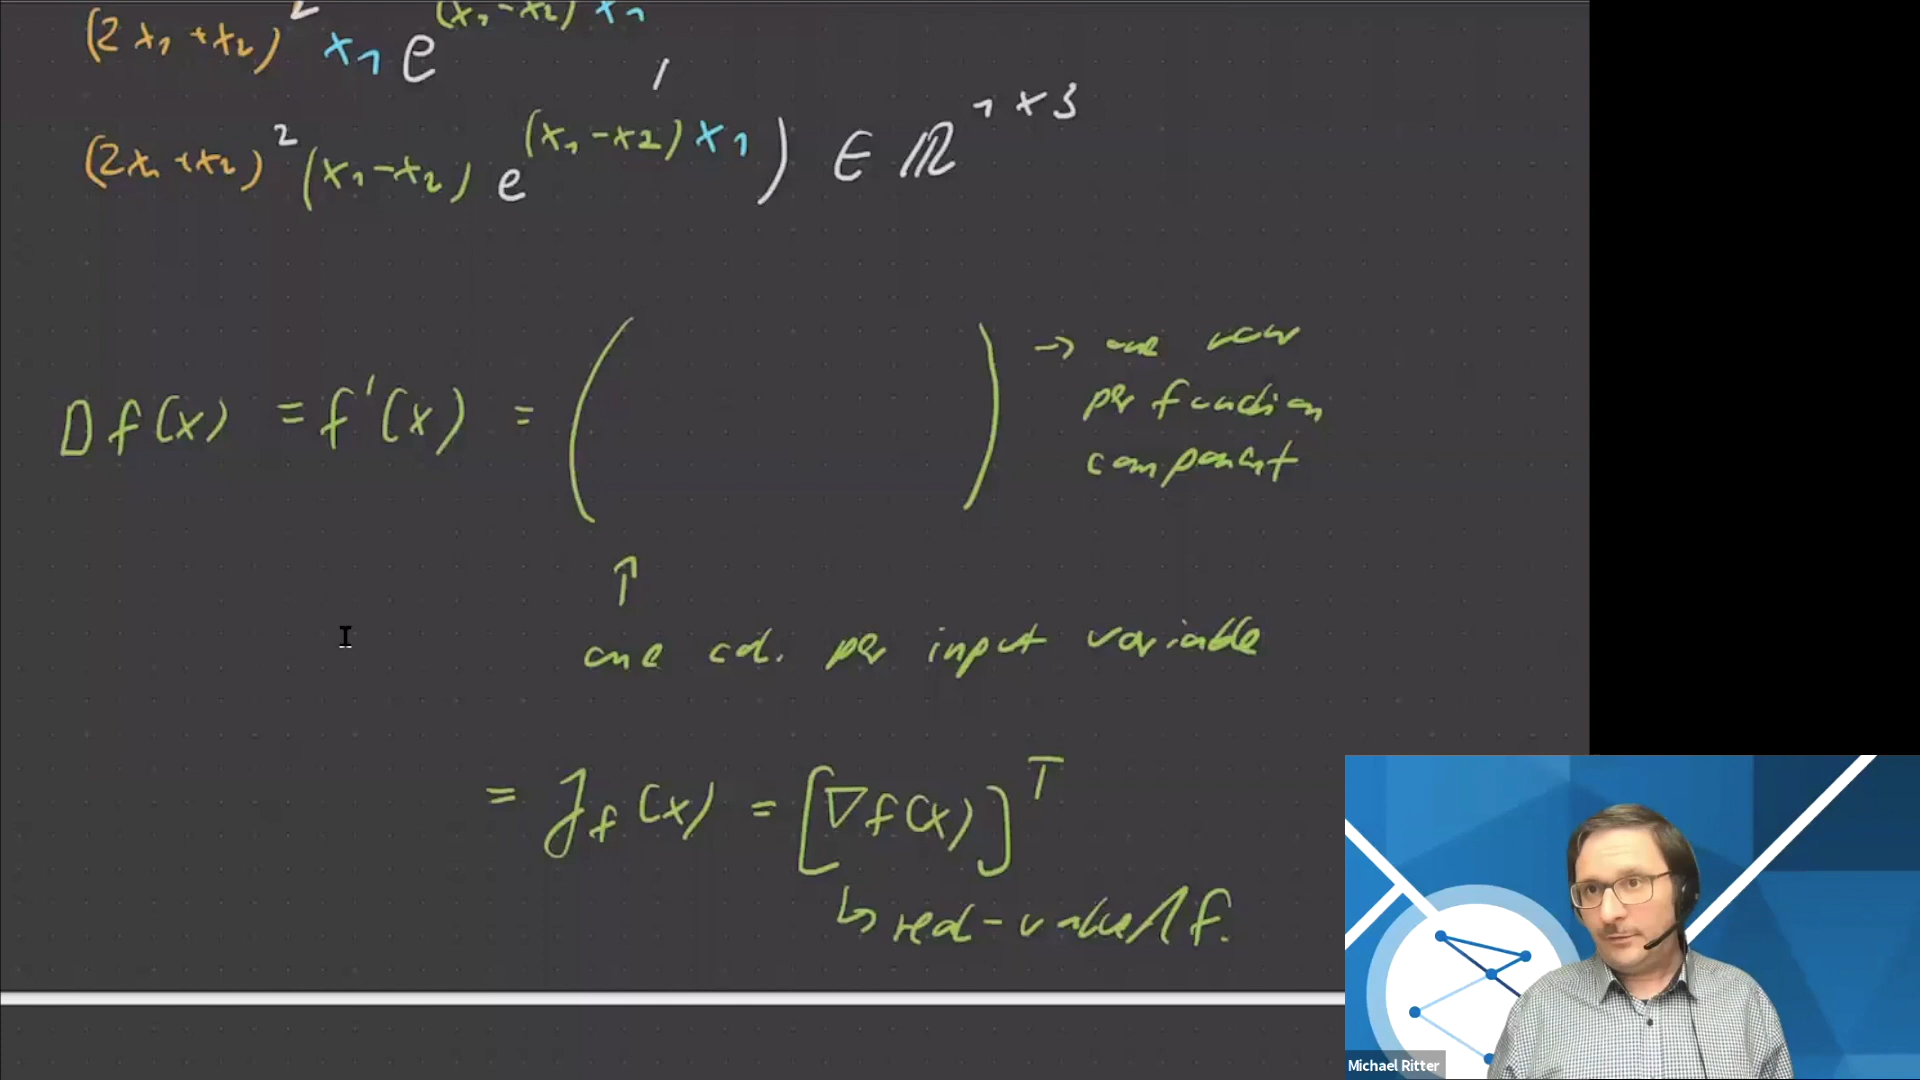 (2x₁+x₂)² x₁ e^{(x₁-x₂)x₁} ,
(2x₁+x₂)² (x₁-x₂) e^{(x₁-x₂)x₁}) ∈ ℝ^{1×3}
Df(x) = f'(x) = ( ) → one row
per function
component
↑
one col. per input variable
= J_f(x) = [∇f(x)]^T
↳ real-value f.
Michael Ritter